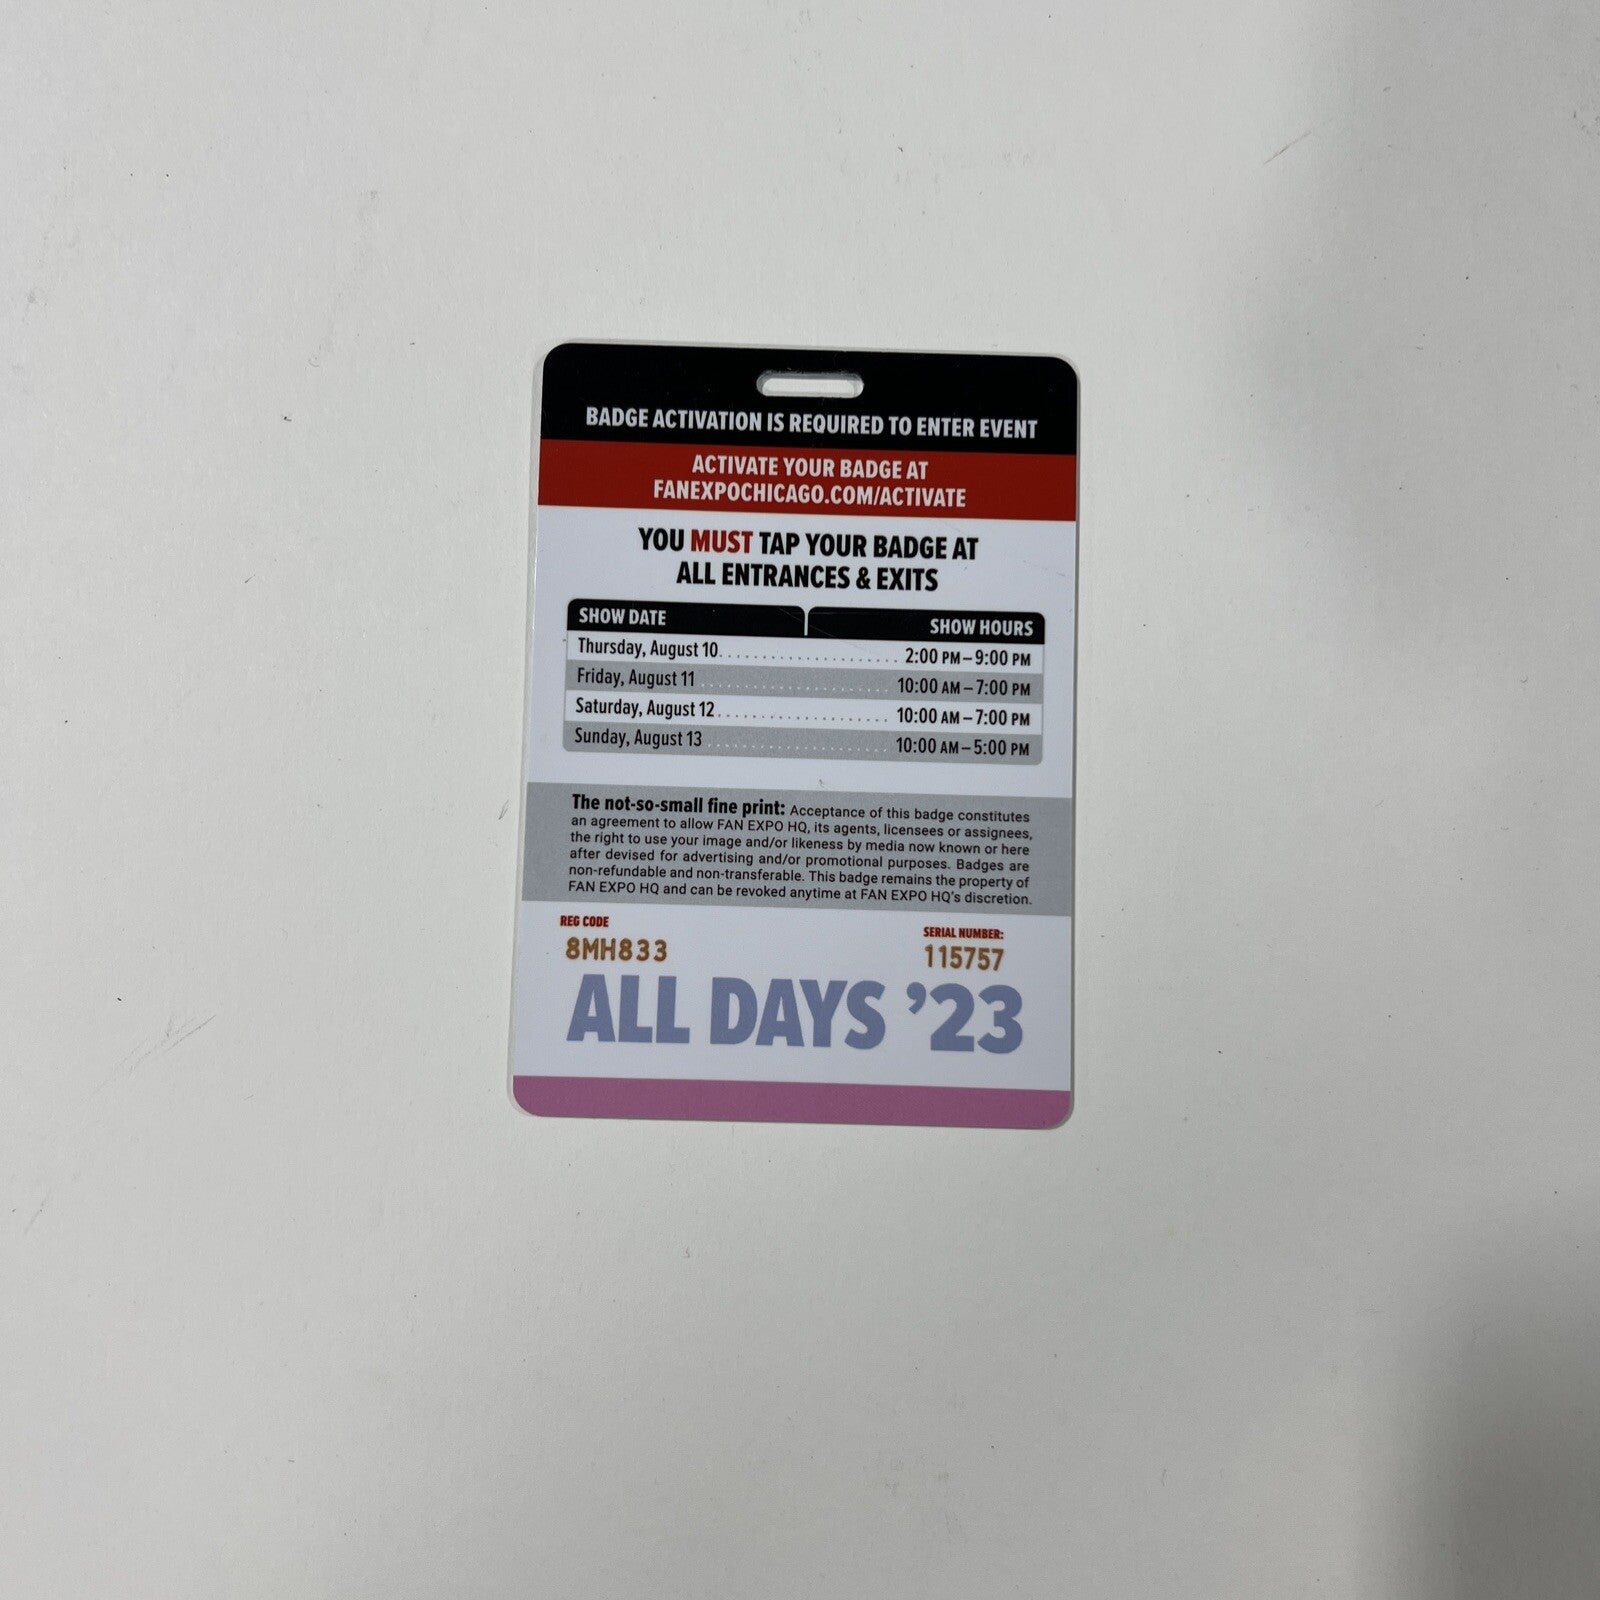 BADGE ACTIVATION IS REQUIRED TO ENTER EVENT
ACTIVATE YOUR BADGE AT
FANEXPOCHICAGO.COM/ACTIVATE
YOU MUST TAP YOUR BADGE AT
ALL ENTRANCES & EXITS
SHOW DATE SHOW HOURS
Thursday, August 10 2:00 PM – 9:00 PM
Friday, August 11 10:00 AM – 7:00 PM
Saturday, August 12 10:00 AM – 7:00 PM
Sunday, August 13 10:00 AM – 5:00 PM
The not-so-small fine print: Acceptance of this badge constitutes
an agreement to allow FAN EXPO HQ, its agents, licensees or assignees,
the right to use your image and/or likeness by media now known or here
after devised for advertising and/or promotional purposes. Badges are
non-refundable and non-transferable. This badge remains the property of
FAN EXPO HQ and can be revoked anytime at FAN EXPO HQ's discretion.
REG CODE SERIAL NUMBER:
8MH833 115757
ALL DAYS ’23